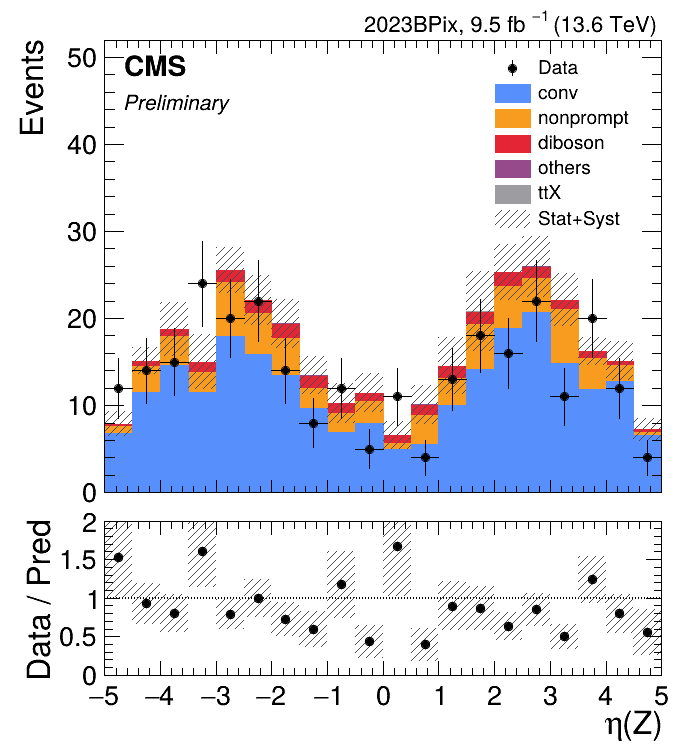 2023BPix, 9.5 fb⁻¹ (13.6 TeV)
Events
50
40
30
20
10
0
CMS
Preliminary
Data
conv
nonprompt
diboson
others
ttX
Stat+Syst
Data / Pred
2
1.5
1
0.5
0
−5 −4 −3 −2 −1 0 1 2 3 4 5
η(Z)